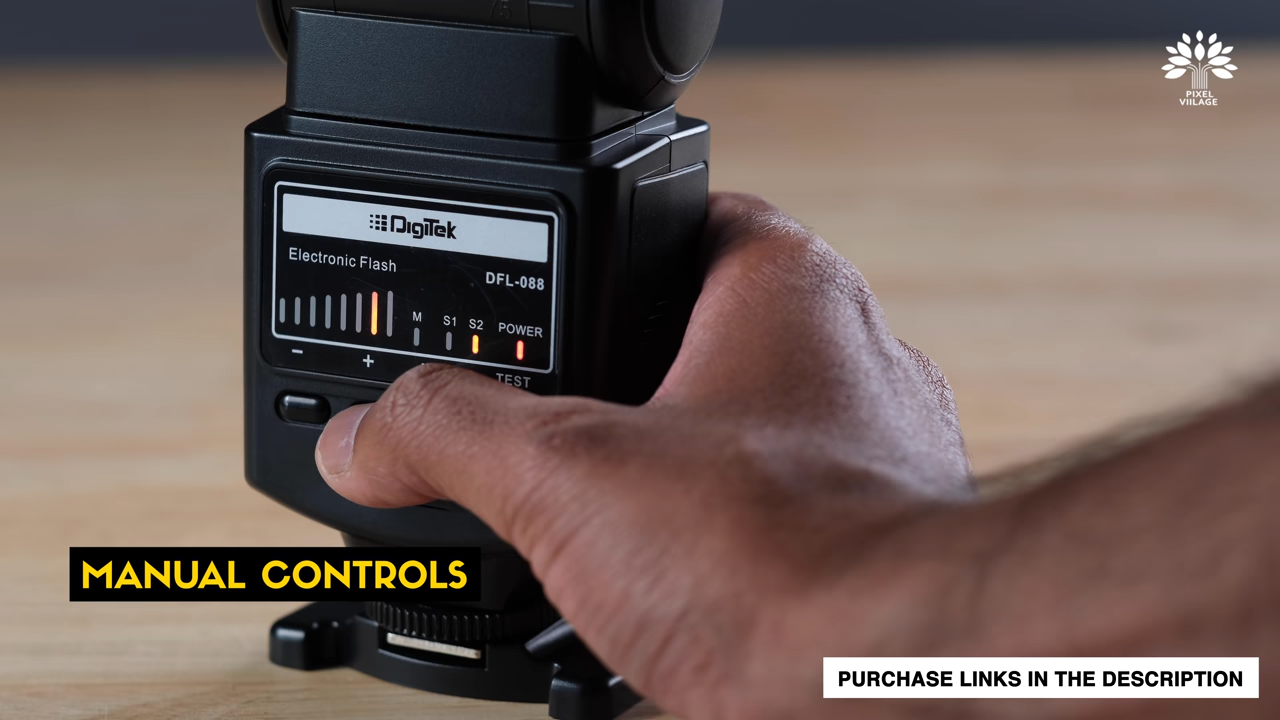 PIXEL
VIILAGE
DigiTek
Electronic Flash
DFL-088
M S1 S2 POWER
- +
TEST
MANUAL CONTROLS
PURCHASE LINKS IN THE DESCRIPTION